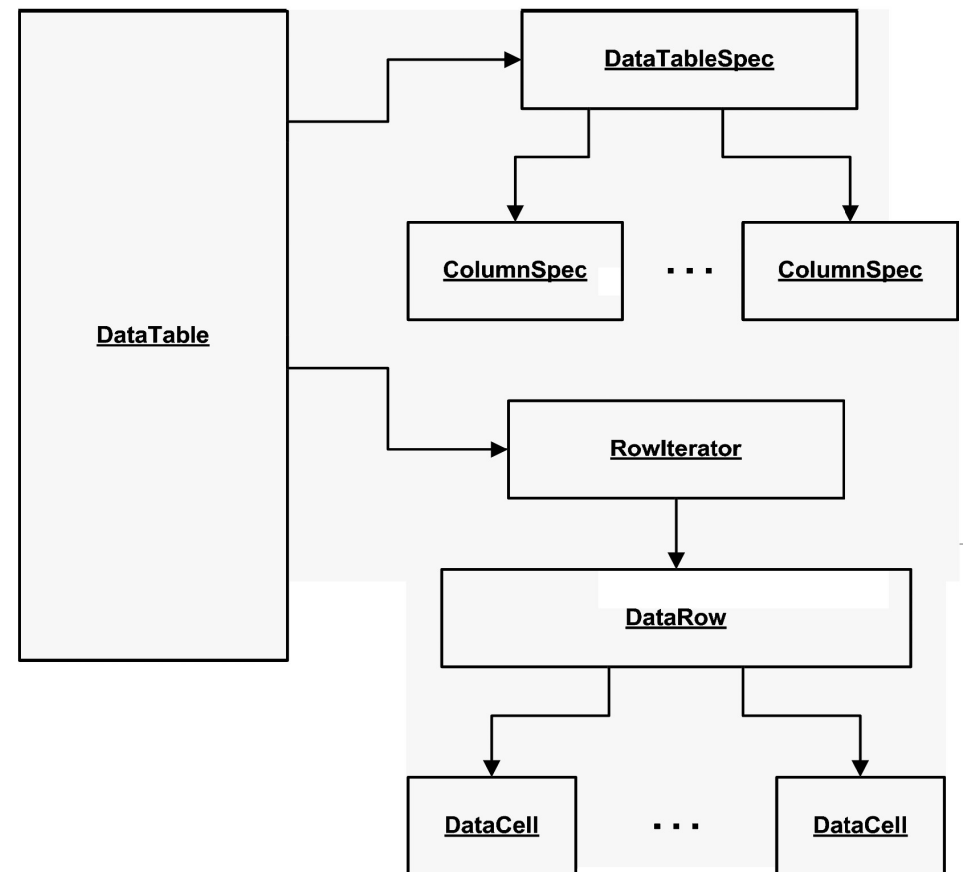 DataTableSpec
ColumnSpec
. . .
ColumnSpec
DataTable
RowIterator
DataRow
DataCell
. . .
DataCell